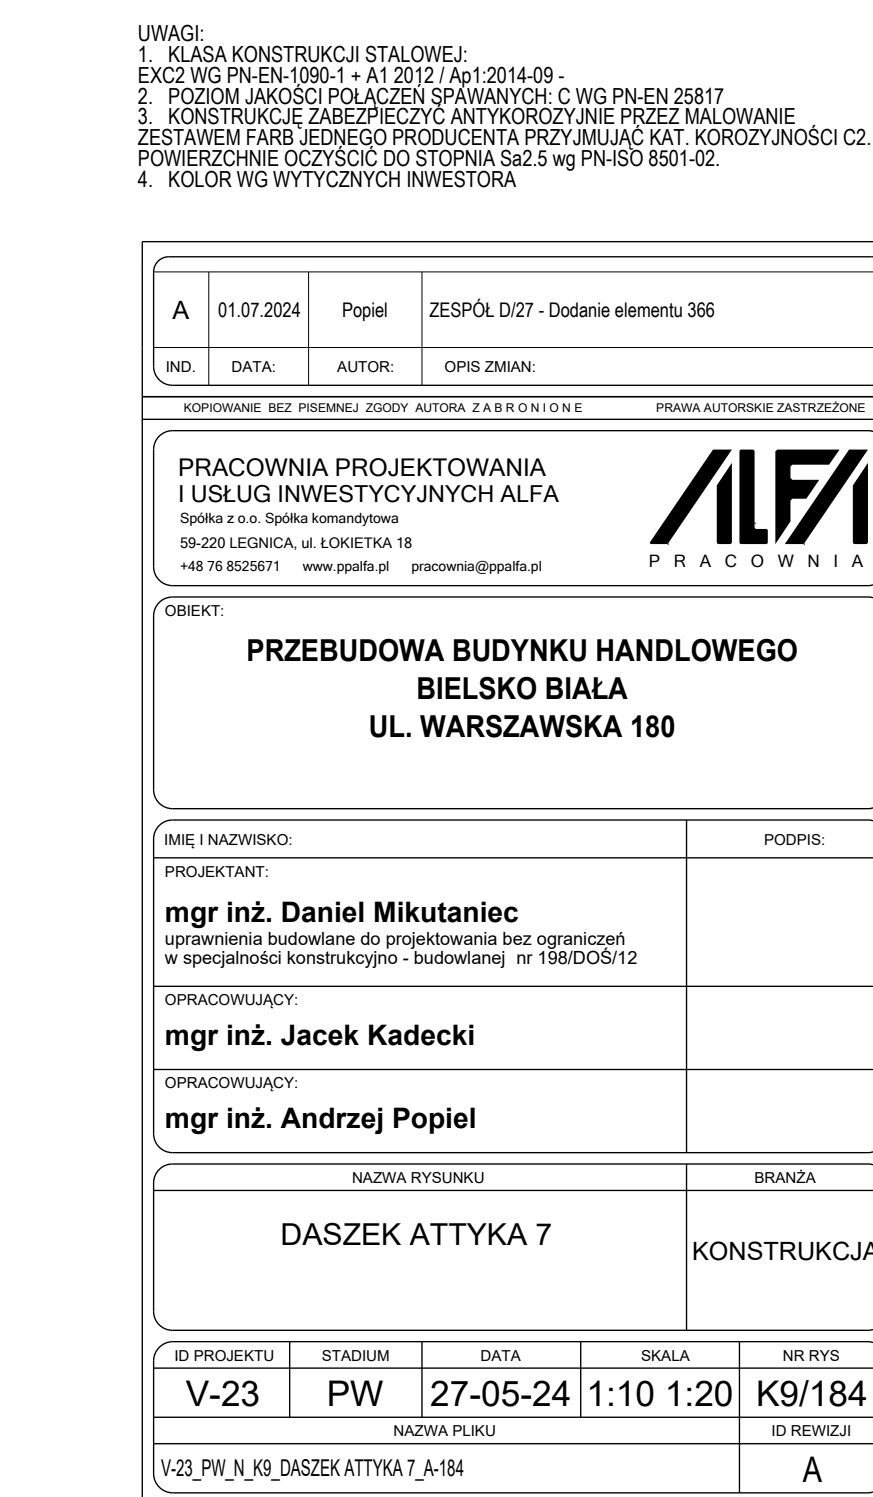 UWAGI:
1. KLASA KONSTRUKCJI STALOWEJ:
EXC2 WG PN-EN-1090-1 + A1 2012 / Ap1:2014-09 -
2. POZIOM JAKOŚCI POŁĄCZEŃ SPAWANYCH: C WG PN-EN 25817
3. KONSTRUKCJĘ ZABEZPIECZYĆ ANTYKOROZYJNIE PRZEZ MALOWANIE
ZESTAWEM FARB JEDNEGO PRODUCENTA PRZYJMUJĄĆ KAT. KOROZYJNOŚCI C2.
POWIERZCHNIE OCZYŚCIĆ DO STOPNIA Sa2.5 wg PN-ISO 8501-02.
4. KOLOR WG WYTYCZNYCH INWESTORA
A 01.07.2024 Popiel ZESPÓŁ D/27 - Dodanie elementu 366
IND. DATA: AUTOR: OPIS ZMIAN:
KOPIOWANIE BEZ PISEMNEJ ZGODY AUTORA Z A B R O N I O N E PRAWA AUTORSKIE ZASTRZEŻONE
PRACOWNIA PROJEKTOWANIA
I USŁUG INWESTYCYJNYCH ALFA
Spółka z o.o. Spółka komandytowa
59-220 LEGNICA, ul. ŁOKIETKA 18
+48 76 8525671 www.ppalfa.pl pracownia@ppalfa.pl
ALFA
P R A C O W N I A
OBIEKT:
PRZEBUDOWA BUDYNKU HANDLOWEGO
BIELSKO BIAŁA
UL. WARSZAWSKA 180
IMIĘ I NAZWISKO: PODPIS:
PROJEKTANT:
mgr inż. Daniel Mikutaniec
uprawnienia budowlane do projektowania bez ograniczeń
w specjalności konstrukcyjno - budowlanej nr 198/DOŚ/12
OPRACOWUJĄCY:
mgr inż. Jacek Kadecki
OPRACOWUJĄCY:
mgr inż. Andrzej Popiel
NAZWA RYSUNKU BRANŻA
DASZEK ATTYKA 7
KONSTRUKCJA
ID PROJEKTU STADIUM DATA SKALA NR RYS
V-23 PW 27-05-24 1:10 1:20 K9/184
NAZWA PLIKU ID REWIZJI
V-23_PW_N_K9_DASZEK ATTYKA 7_A-184 A